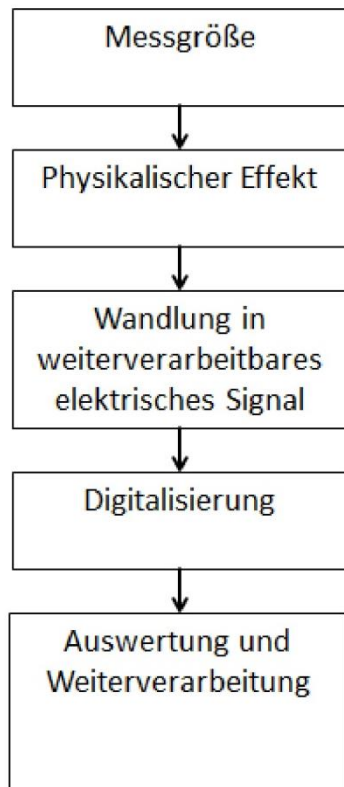 Messgröße
Physikalischer Effekt
Wandlung in
weiterverarbeitbares
elektrisches Signal
Digitalisierung
Auswertung und
Weiterverarbeitung